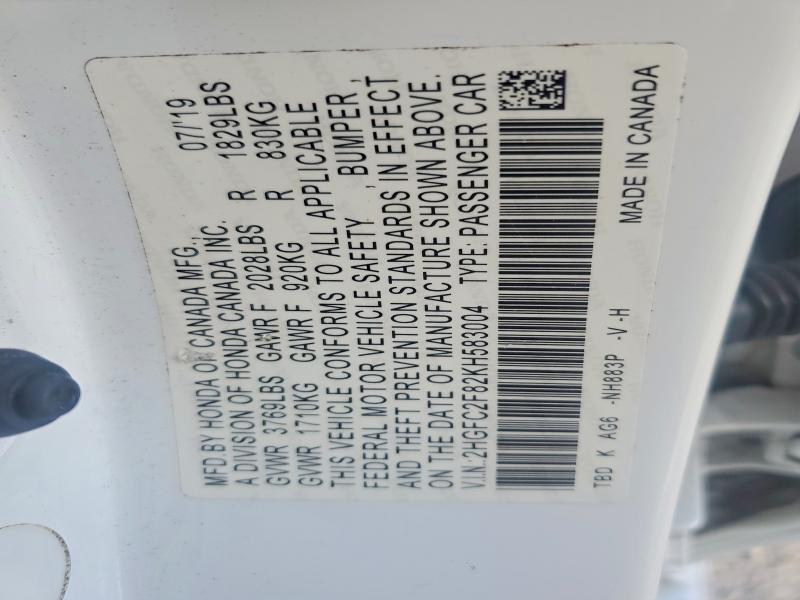 MFD.BY HONDA OF CANADA MFG., 07/19
A DIVISION OF HONDA CANADA INC.
GVWR 3769LBS GAWR F 2028LBS R 1829LBS
GVWR 1710KG GAWR F 920KG R 830KG
THIS VEHICLE CONFORMS TO ALL APPLICABLE
FEDERAL MOTOR VEHICLE SAFETY , BUMPER ,
AND THEFT PREVENTION STANDARDS IN EFFECT
ON THE DATE OF MANUFACTURE SHOWN ABOVE.
V.I.N.:2HGFC2F82KH583004 TYPE: PASSENGER CAR
TBD K AG6 -NH883P -V -H MADE IN CANADA